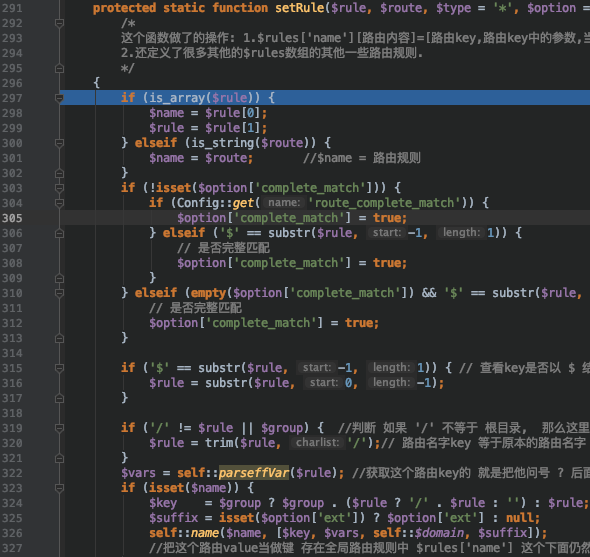 291 protected static function setRule($rule, $route, $type = '*', $option =
292 /*
293 这个函数做了的操作: 1.$rules['name'][路由内容]=[路由key,路由key中的参数,当
294 2.还定义了很多其他的$rules数组的其他一些路由规则.
295 */
296 {
297 if (is_array($rule)) {
298 $name = $rule[0];
299 $rule = $rule[1];
300 } elseif (is_string($route)) {
301 $name = $route; //$name = 路由规则
302 }
303 if (!isset($option['complete_match'])) {
304 if (Config::get( name: 'route_complete_match')) {
305 $option['complete_match'] = true;
306 } elseif ('$' == substr($rule, start: -1, length: 1)) {
307 // 是否完整匹配
308 $option['complete_match'] = true;
309 }
310 } elseif (empty($option['complete_match']) && '$' == substr($rule,
311 // 是否完整匹配
312 $option['complete_match'] = true;
313 }
314
315 if ('$' == substr($rule, start: -1, length: 1)) { // 查看key是否以 $ 结
316 $rule = substr($rule, start: 0, length: -1);
317 }
318
319 if ('/' != $rule || $group) { //判断 如果 '/' 不等于 根目录, 那么这里
320 $rule = trim($rule, charlist: '/');// 路由名字key 等于原本的路由名字
321 }
322 $vars = self::parseffVar($rule); //获取这个路由key的 就是把他问号 ? 后面
323 if (isset($name)) {
324 $key = $group ? $group . ($rule ? '/' . $rule : '') : $rule;
325 $suffix = isset($option['ext']) ? $option['ext'] : null;
326 self::name($name, [$key, $vars, self::$domain, $suffix]);
327 //把这个路由value当做键 存在全局路由规则中 $rules['name'] 这个下面仍然